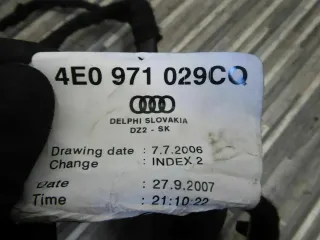 4E0 971 029CQ
DELPHI SLOVAKIA
DZ2 - SK
Drawing date : 7.7.2006
Change : INDEX 2
Date : 27.9.2007
Time : 21:10:22